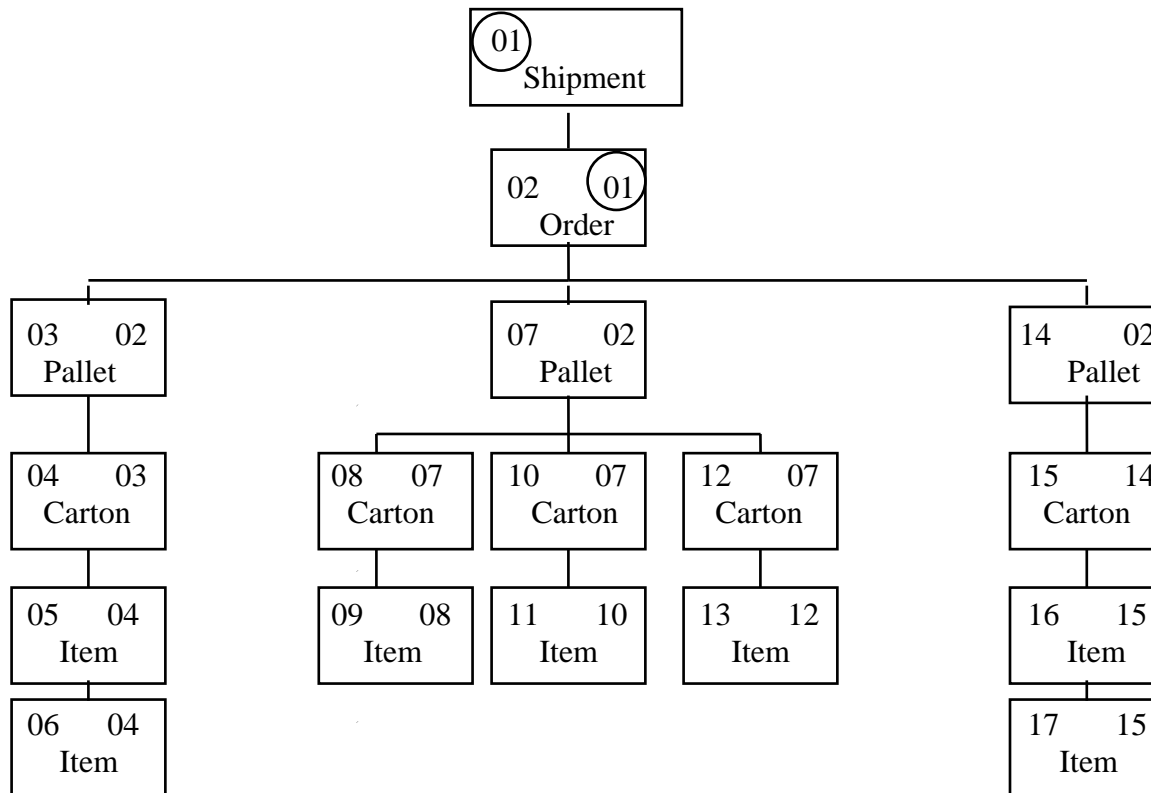 01
Shipment
02 01
Order
03 02
Pallet
07 02
Pallet
14 02
Pallet
04 03
Carton
08 07
Carton
10 07
Carton
12 07
Carton
15 14
Carton
05 04
Item
09 08
Item
11 10
Item
13 12
Item
16 15
Item
06 04
Item
17 15
Item